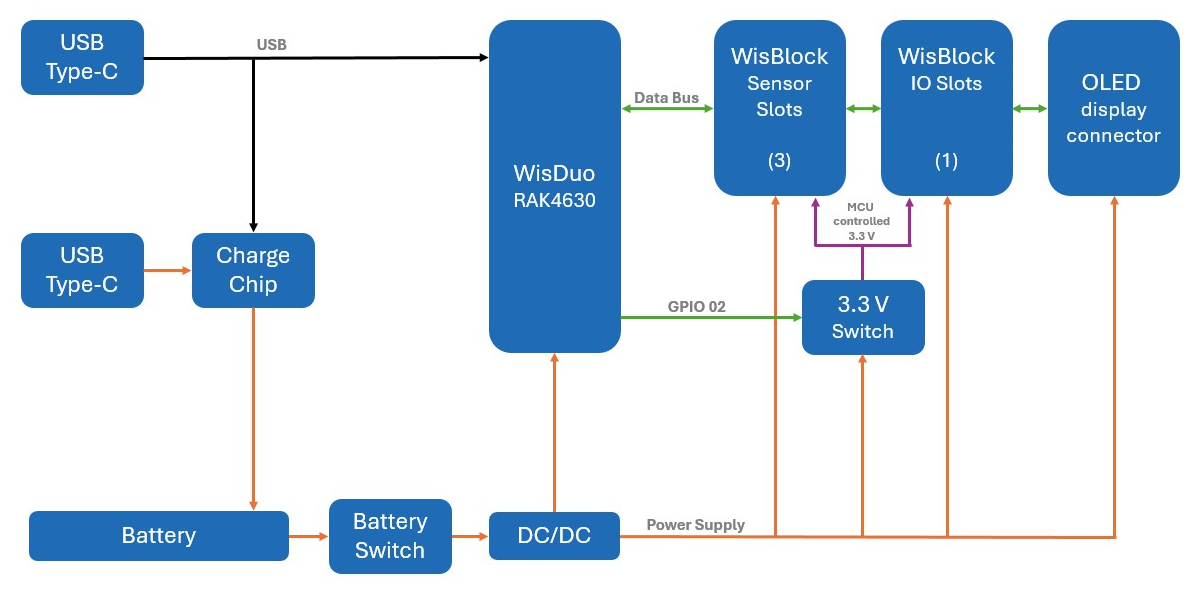 USB
Type-C
USB
WisDuo
RAK4630
Data Bus
WisBlock
Sensor
Slots
(3)
WisBlock
IO Slots
(1)
OLED
display
connector
MCU
controlled
3.3 V
USB
Type-C
Charge
Chip
GPIO 02
3.3 V
Switch
Battery
Battery
Switch
DC/DC
Power Supply